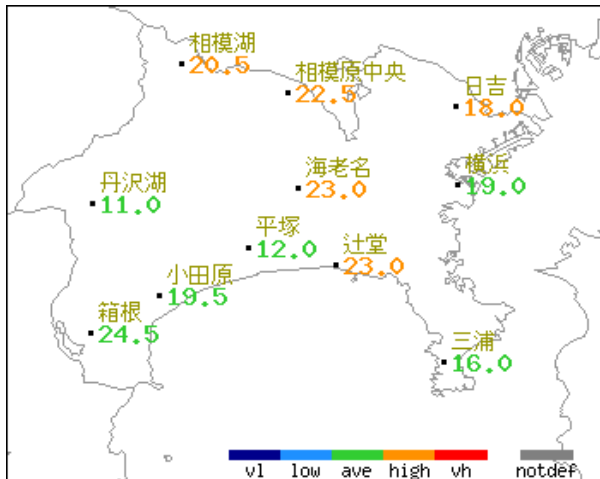 相模湖
20.5
相模原中央
22.5
日吉
18.0
海老名
23.0
横浜
19.0
丹沢湖
11.0
平塚
12.0
辻堂
23.0
小田原
19.5
箱根
24.5
三浦
16.0
vl low ave high vh notdef